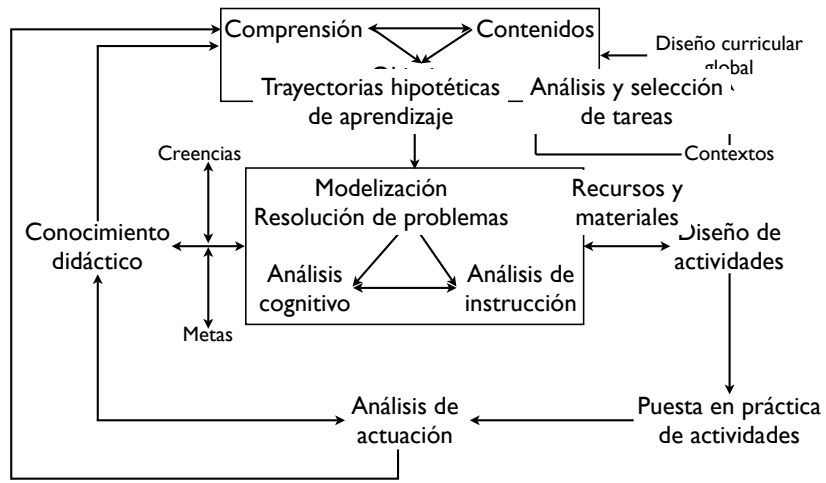 Comprensión
Contenidos
Diseño curricular
global
Trayectorias hipotéticas
de aprendizaje
Análisis y selección
de tareas
Creencias
Contextos
Modelización
Resolución de problemas
Recursos y
materiales
Conocimiento
didáctico
Diseño de
actividades
Análisis
cognitivo
Análisis de
instrucción
Metas
Análisis de
actuación
Puesta en práctica
de actividades